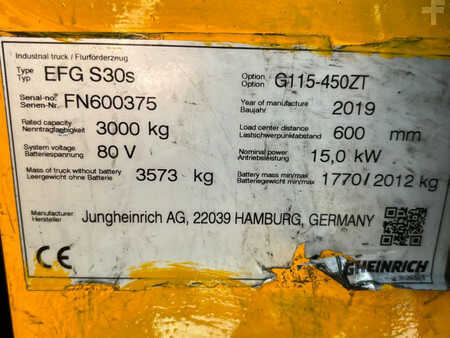 Industrial truck / Flurförderzeug
Type
Typ EFG S30s
Option
Option G115-450ZT
Serial-no.
Serien-Nr. FN600375
Year of manufacture
Baujahr 2019
Rated capacity
Nenntragfähigkeit 3000 kg
Load center distance
Lastschwerpunktabstand 600 mm
System voltage
Batteriespannung 80 V
Nominal power
Antriebsleistung 15,0 kW
Mass of truck without battery
Leergewicht ohne Batterie 3573 kg
Battery mass min/max
Batteriegewicht min/max 1770/2012 kg
Manufacturer
Hersteller Jungheinrich AG, 22039 HAMBURG, GERMANY
CE
GHEINRICH